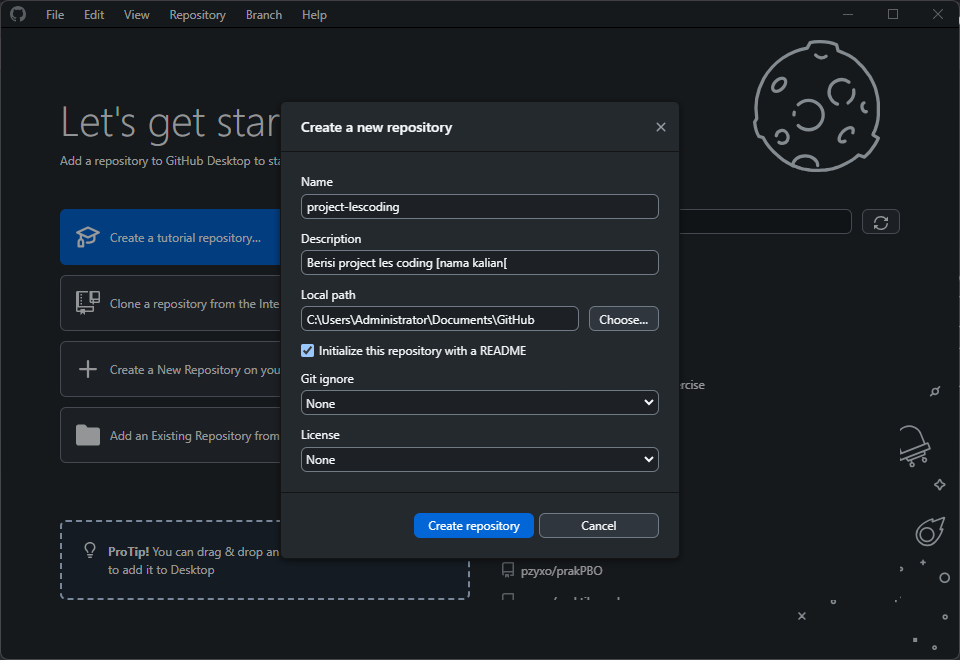 File Edit View Repository Branch Help
Let's get star
Add a repository to GitHub Desktop to sta
Create a tutorial repository...
Clone a repository from the Inte
Create a New Repository on you
Add an Existing Repository from
ProTip! You can drag & drop an
to add it to Desktop
Create a new repository
Name
project-lescoding
Description
Berisi project les coding [nama kalian[
Local path
C:\Users\Administrator\Documents\GitHub
Choose...
Initialize this repository with a README
Git ignore
None
License
None
Create repository
Cancel
rcise
pzyxo/prakPBO